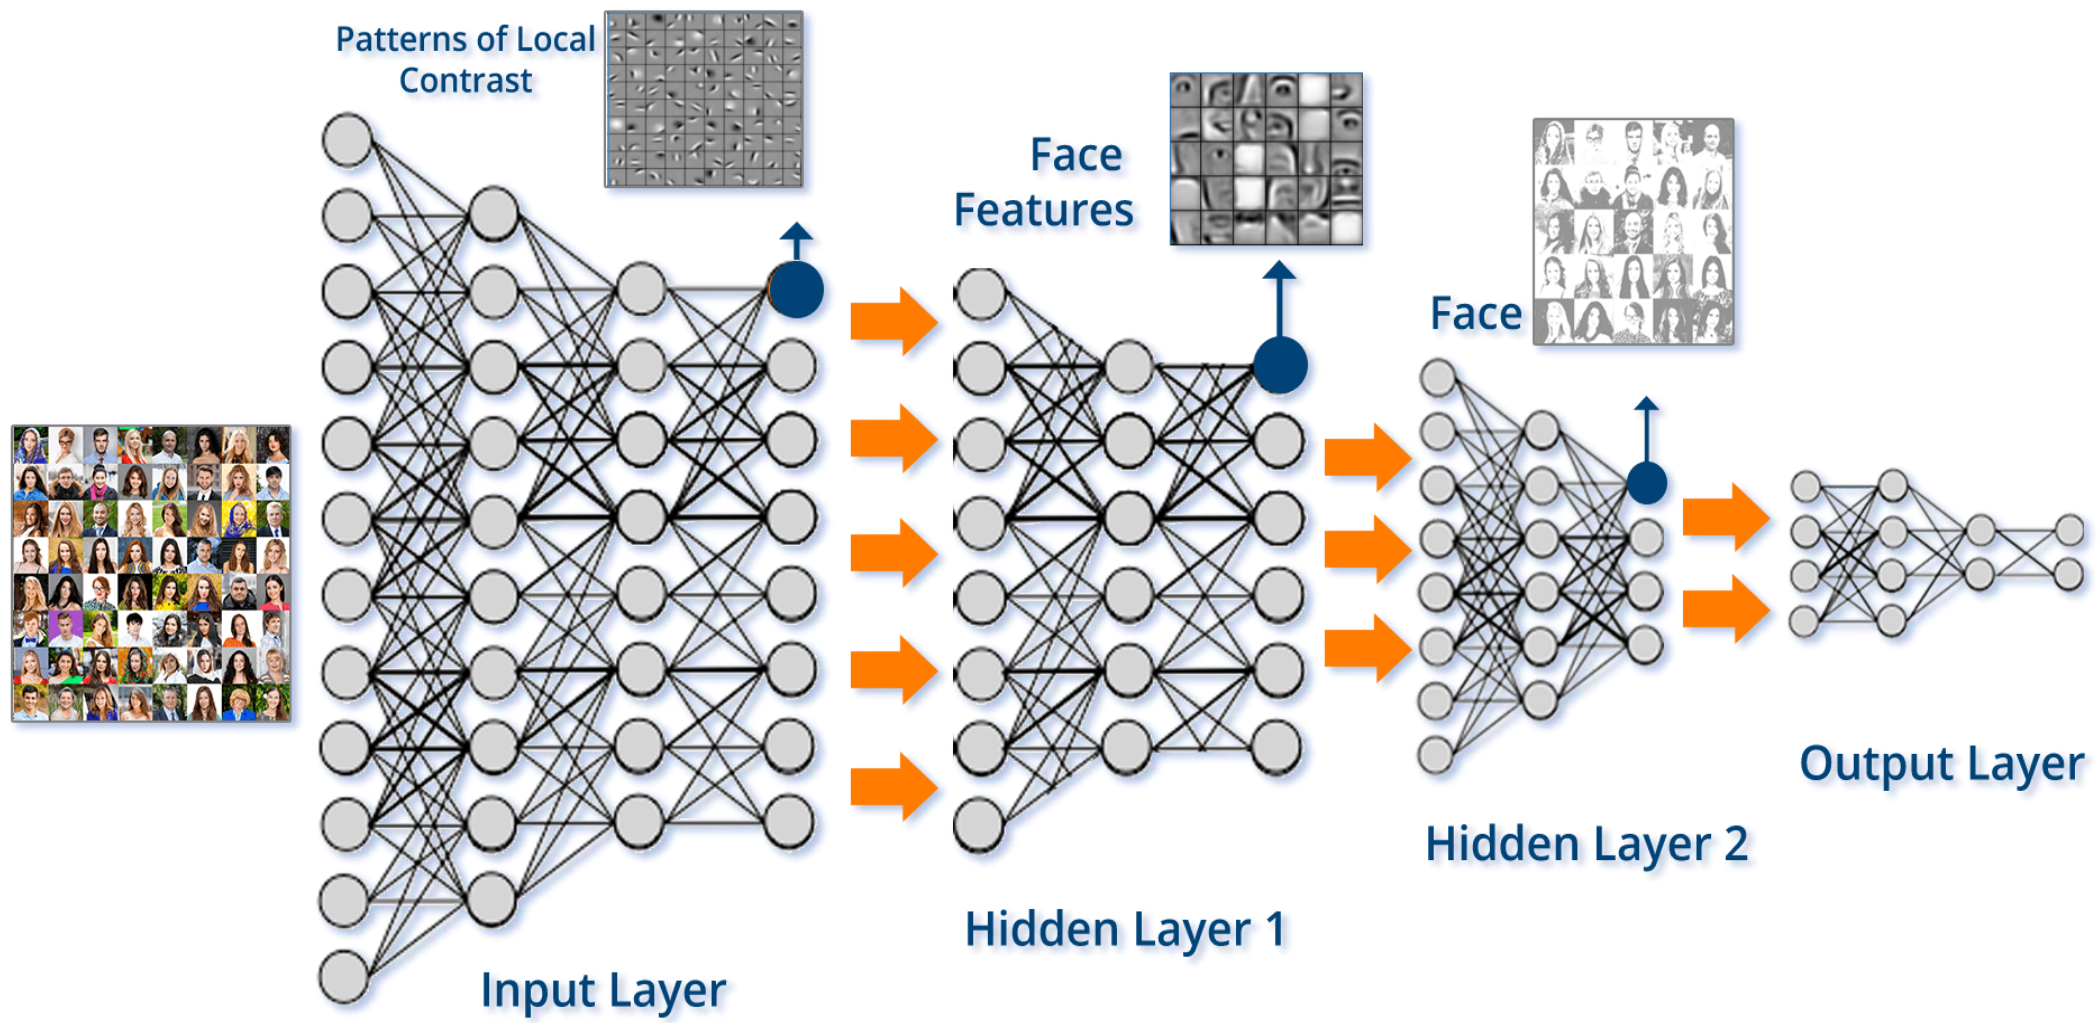 Patterns of Local
Contrast
Face
Features
Face
Input Layer
Hidden Layer 1
Hidden Layer 2
Output Layer